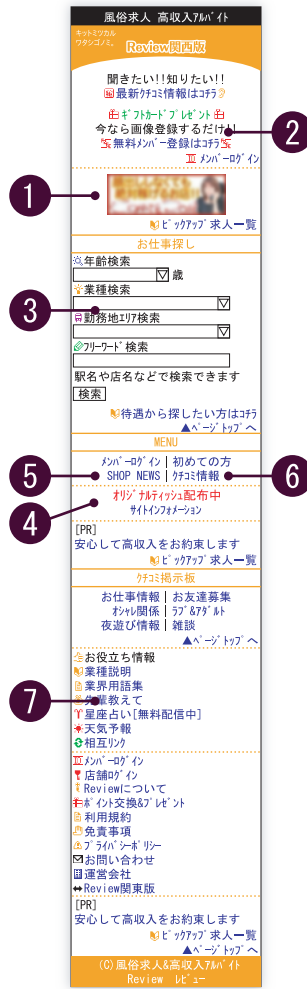 風俗求人 高収入ｱﾙﾊﾞｲﾄ
キットミツカル
ワタシゴノミ。
Review関西版
聞きたい!!知りたい!!
最新ｸﾁｺﾐ情報はｺﾁﾗ
ｷﾞﾌﾄｶｰﾄﾞﾌﾟﾚｾﾞﾝﾄ
今なら画像登録するだけ!!
無料ﾒﾝﾊﾞｰ登録はｺﾁﾗ
ﾒﾝﾊﾞｰﾛｸﾞｲﾝ
2
1
ﾋﾟｯｸｱｯﾌﾟ求人一覧
お仕事探し
年齢検索
歳
業種検索
3
勤務地ｴﾘｱ検索
ﾌﾘｰﾜｰﾄﾞ検索
駅名や店名などで検索できます
検索
待遇から探したい方はｺﾁﾗ
▲ﾍﾟｰｼﾞﾄｯﾌﾟへ
MENU
ﾒﾝﾊﾞｰﾛｸﾞｲﾝ | 初めての方
5
SHOP NEWS | ｸﾁｺﾐ情報
6
ｵﾘｼﾞﾅﾙﾃｨｯｼｭ配布中
4
ｻｲﾄｲﾝﾌｫﾒｰｼｮﾝ
[PR]
安心して高収入をお約束します
ﾋﾟｯｸｱｯﾌﾟ求人一覧
ｸﾁｺﾐ掲示板
お仕事情報 | お友達募集
ｵｼｬﾚ関係 | ﾗﾌﾞ&ｱﾀﾞﾙﾄ
夜遊び情報 | 雑談
▲ﾍﾟｰｼﾞﾄｯﾌﾟへ
お役立ち情報
業種説明
業界用語集
7
先輩教えて
星座占い[無料配信中]
天気予報
相互ﾘﾝｸ
ﾒﾝﾊﾞｰﾛｸﾞｲﾝ
店舗ﾛｸﾞｲﾝ
Reviewについて
ﾎﾟｲﾝﾄ交換&ﾌﾟﾚｾﾞﾝﾄ
利用規約
免責事項
ﾌﾟﾗｲﾊﾞｼｰﾎﾟﾘｼｰ
お問い合わせ
運営会社
Review関東版
[PR]
安心して高収入をお約束します
ﾋﾟｯｸｱｯﾌﾟ求人一覧
▲ﾍﾟｰｼﾞﾄｯﾌﾟへ
(C)風俗求人&高収入ｱﾙﾊﾞｲﾄ
Review ﾚﾋﾞｭｰ